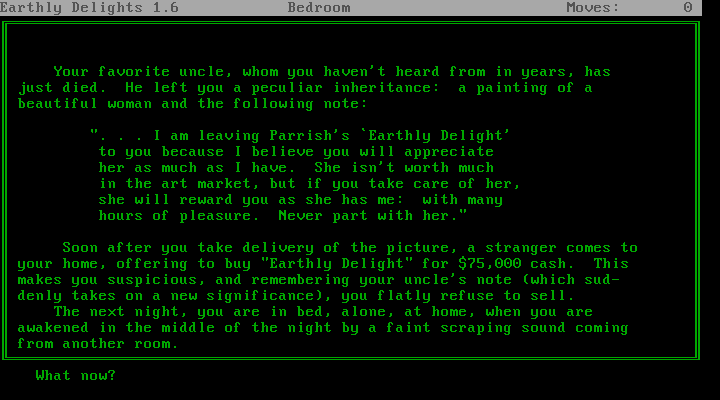 Earthly Delights 1.6 Bedroom Moves: 0
Your favorite uncle, whom you haven't heard from in years, has
just died. He left you a peculiar inheritance: a painting of a
beautiful woman and the following note:
". . . I am leaving Parrish's `Earthly Delight'
to you because I believe you will appreciate
her as much as I have. She isn't worth much
in the art market, but if you take care of her,
she will reward you as she has me: with many
hours of pleasure. Never part with her."
Soon after you take delivery of the picture, a stranger comes to
your home, offering to buy "Earthly Delight" for $75,000 cash. This
makes you suspicious, and remembering your uncle's note (which sud-
denly takes on a new significance), you flatly refuse to sell.
The next night, you are in bed, alone, at home, when you are
awakened in the middle of the night by a faint scraping sound coming
from another room.
What now?